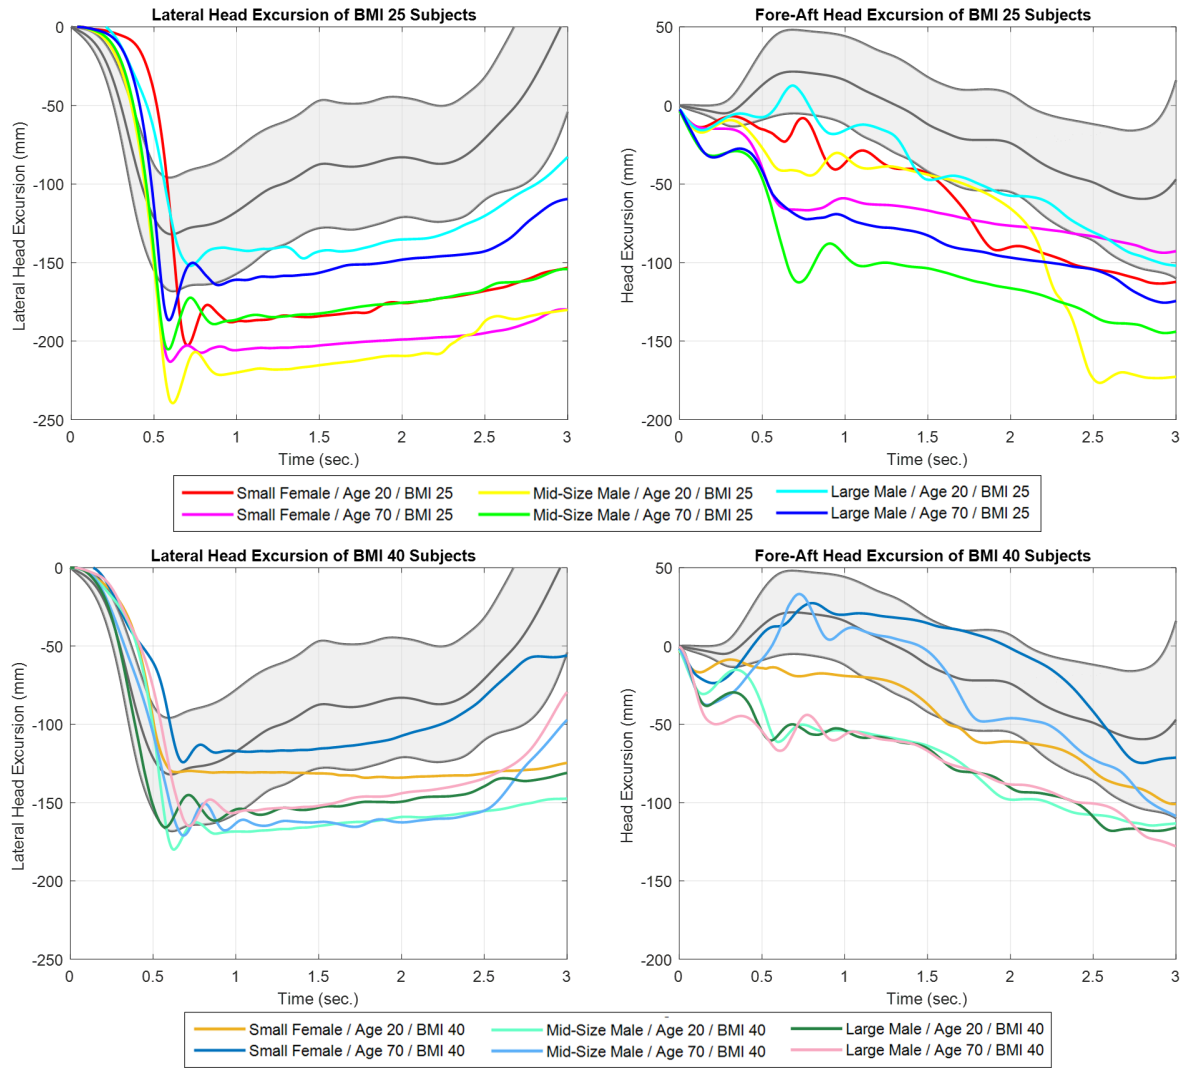 Lateral Head Excursion of BMI 25 Subjects
0
-50
-100
-150
-200
-250
Lateral Head Excursion (mm)
0 0.5 1 1.5 2 2.5 3
Time (sec.)
Fore-Aft Head Excursion of BMI 25 Subjects
50
0
-50
-100
-150
-200
Head Excursion (mm)
0 0.5 1 1.5 2 2.5 3
Time (sec.)
Small Female / Age 20 / BMI 25 Mid-Size Male / Age 20 / BMI 25 Large Male / Age 20 / BMI 25
Small Female / Age 70 / BMI 25 Mid-Size Male / Age 70 / BMI 25 Large Male / Age 70 / BMI 25
Lateral Head Excursion of BMI 40 Subjects
0
-50
-100
-150
-200
-250
Lateral Head Excursion (mm)
0 0.5 1 1.5 2 2.5 3
Time (sec.)
Fore-Aft Head Excursion of BMI 40 Subjects
50
0
-50
-100
-150
-200
Head Excursion (mm)
0 0.5 1 1.5 2 2.5 3
Time (sec.)
Small Female / Age 20 / BMI 40 Mid-Size Male / Age 20 / BMI 40 Large Male / Age 20 / BMI 40
Small Female / Age 70 / BMI 40 Mid-Size Male / Age 70 / BMI 40 Large Male / Age 70 / BMI 40